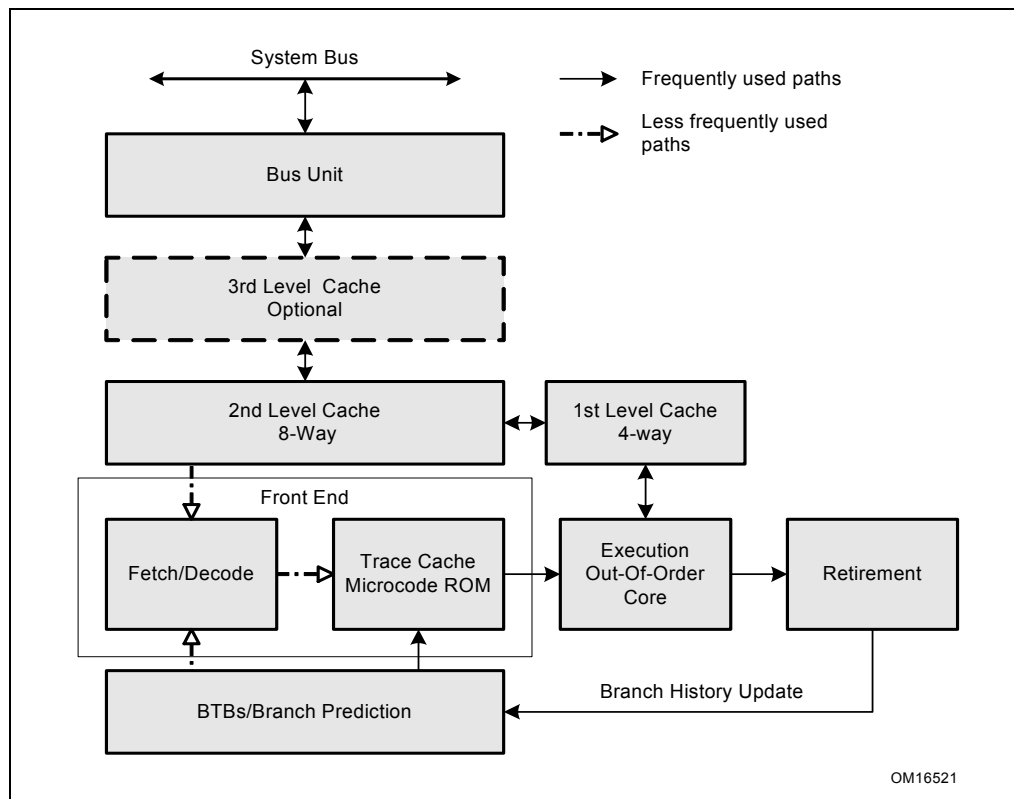 System Bus
Frequently used paths
Less frequently used
paths
Bus Unit
3rd Level Cache
Optional
2nd Level Cache
8-Way
1st Level Cache
4-way
Front End
Fetch/Decode
Trace Cache
Microcode ROM
Execution
Out-Of-Order
Core
Retirement
BTBs/Branch Prediction
Branch History Update
OM16521